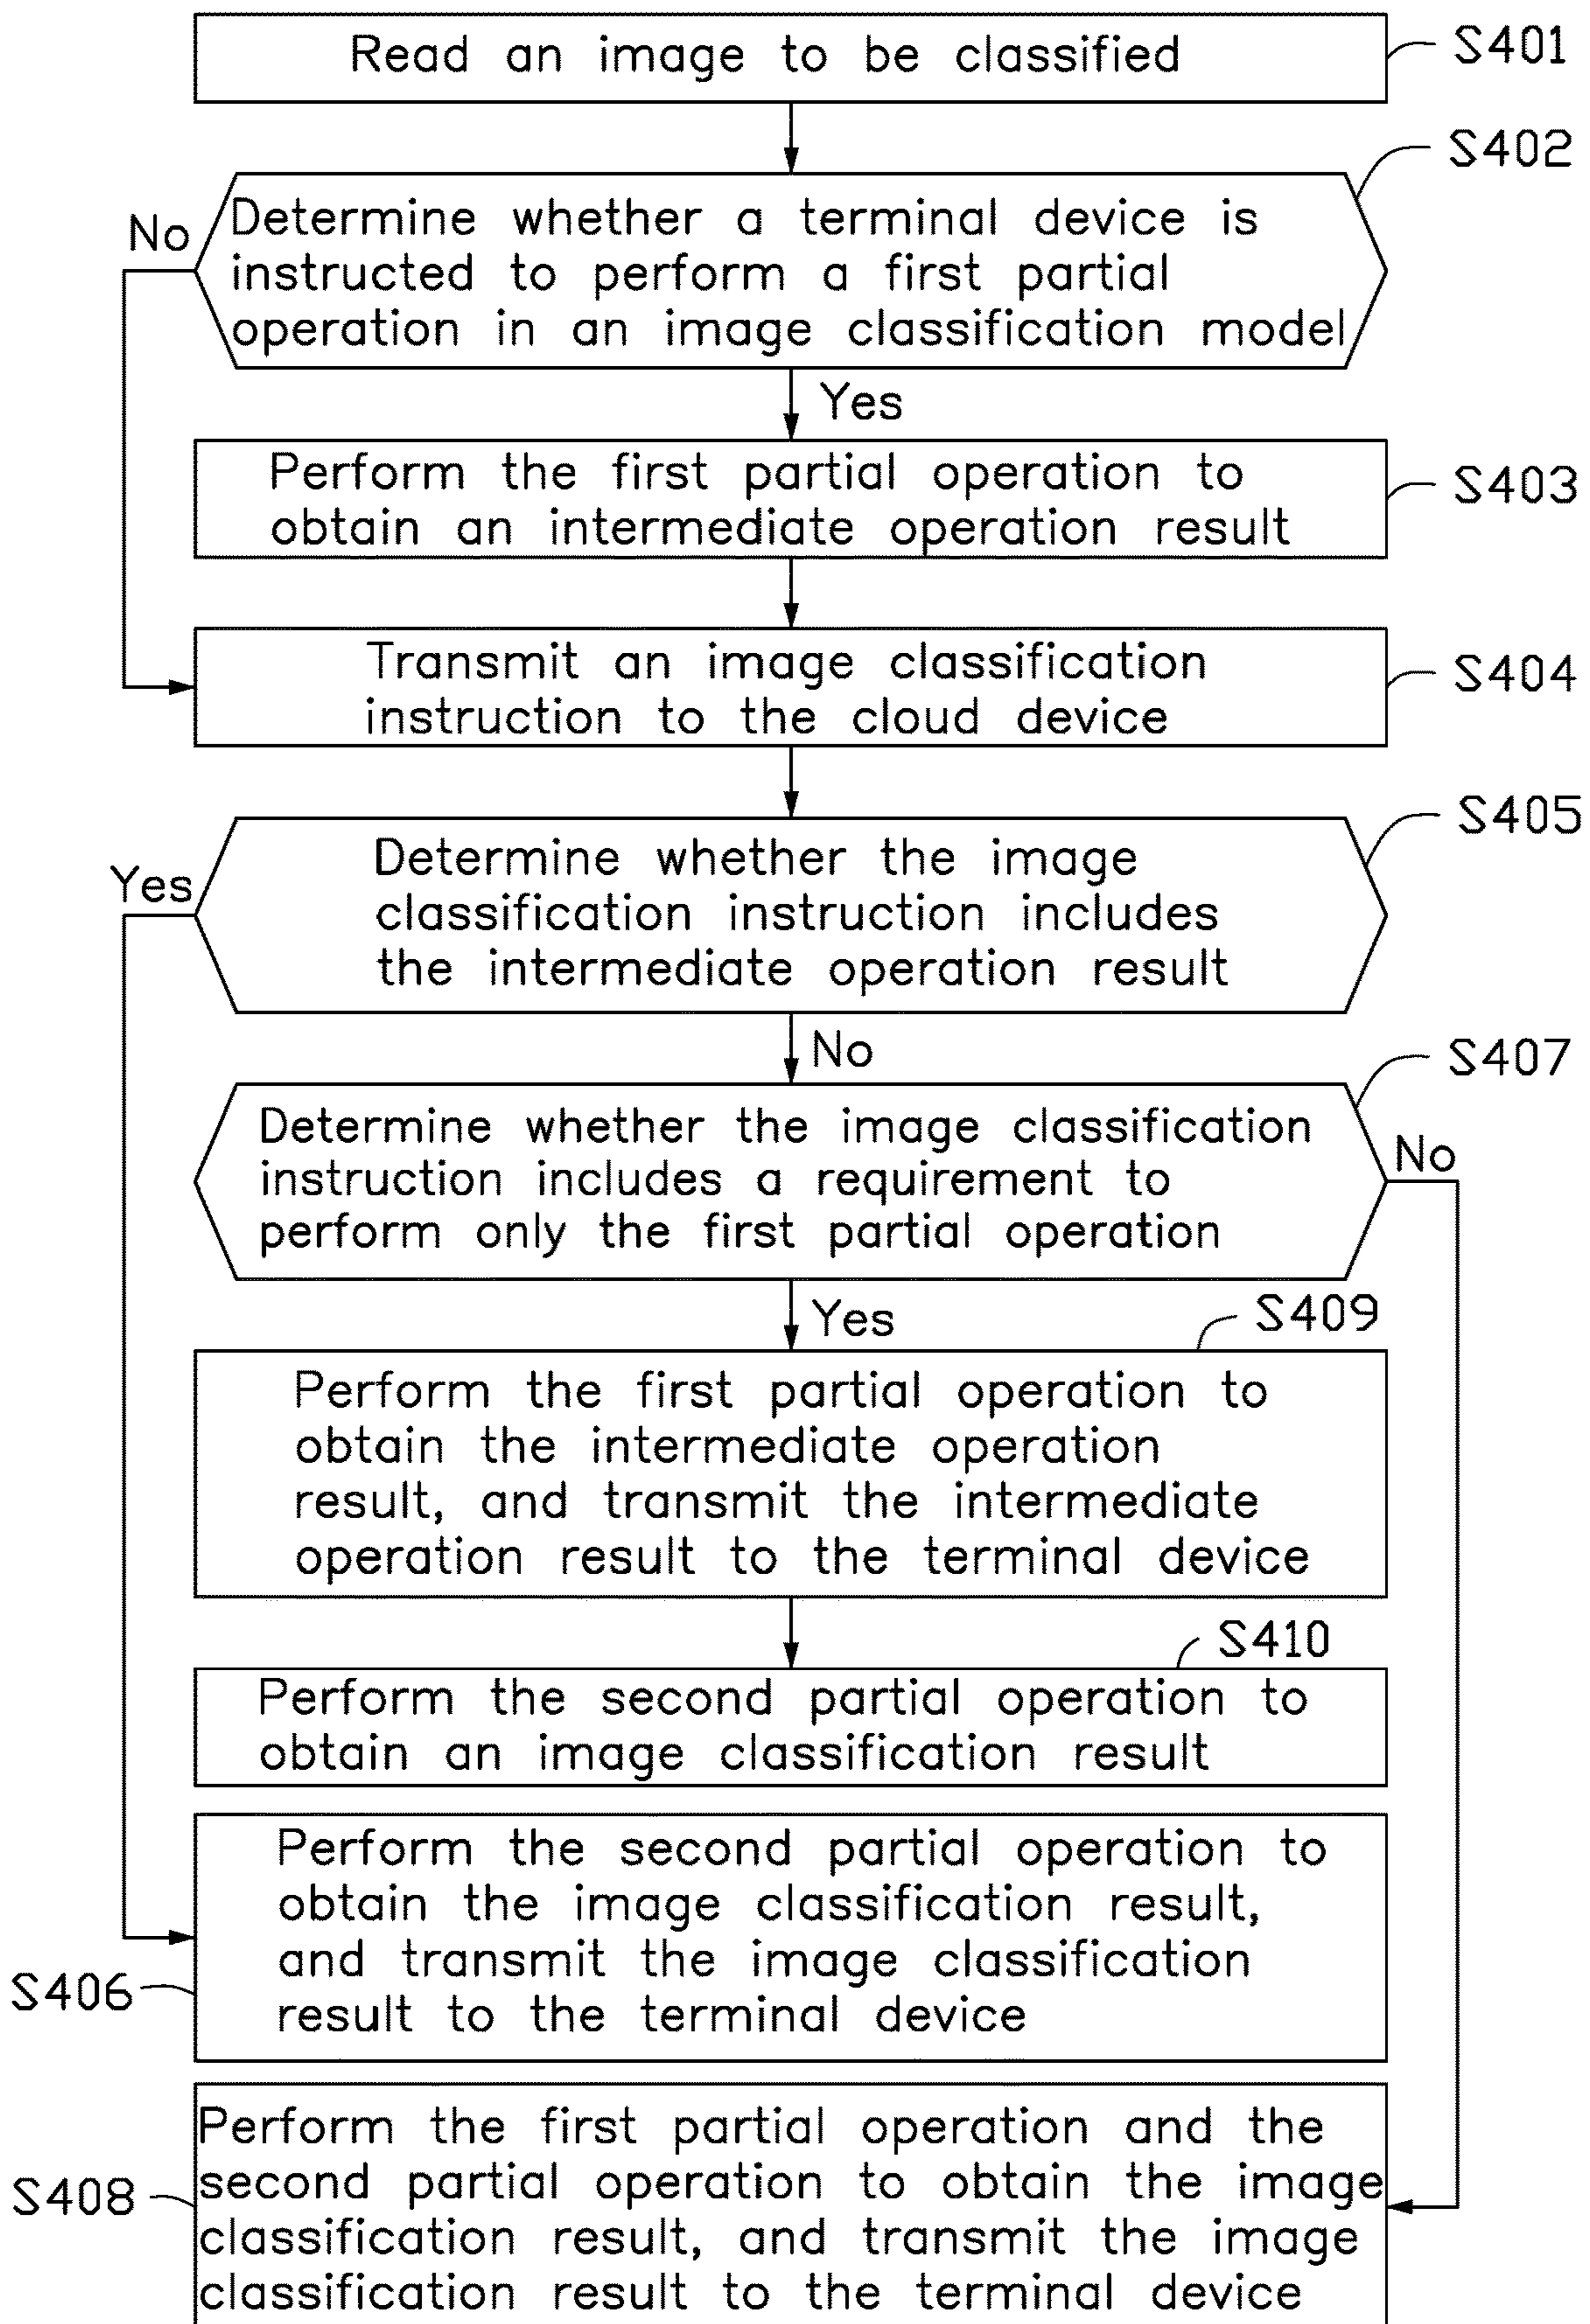 Read an image to be classified
S401
S402
No
Determine whether a terminal device is
instructed to perform a first partial
operation in an image classification model
Yes
Perform the first partial operation to
obtain an intermediate operation result
S403
Transmit an image classification
instruction to the cloud device
S404
S405
Yes
Determine whether the image
classification instruction includes
the intermediate operation result
No
S407
Determine whether the image classification
instruction includes a requirement to
perform only the first partial operation
No
Yes
S409
Perform the first partial operation to
obtain the intermediate operation
result, and transmit the intermediate
operation result to the terminal device
S410
Perform the second partial operation to
obtain an image classification result
Perform the second partial operation to
obtain the image classification result,
and transmit the image classification
result to the terminal device
S406
Perform the first partial operation and the
second partial operation to obtain the image
classification result, and transmit the image
classification result to the terminal device
S408